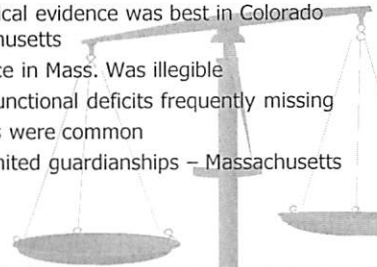 ical evidence was best in Colorado
husetts
ce in Mass. Was illegible
unctional deficits frequently missing
s were common
nited guardianships – Massachusetts